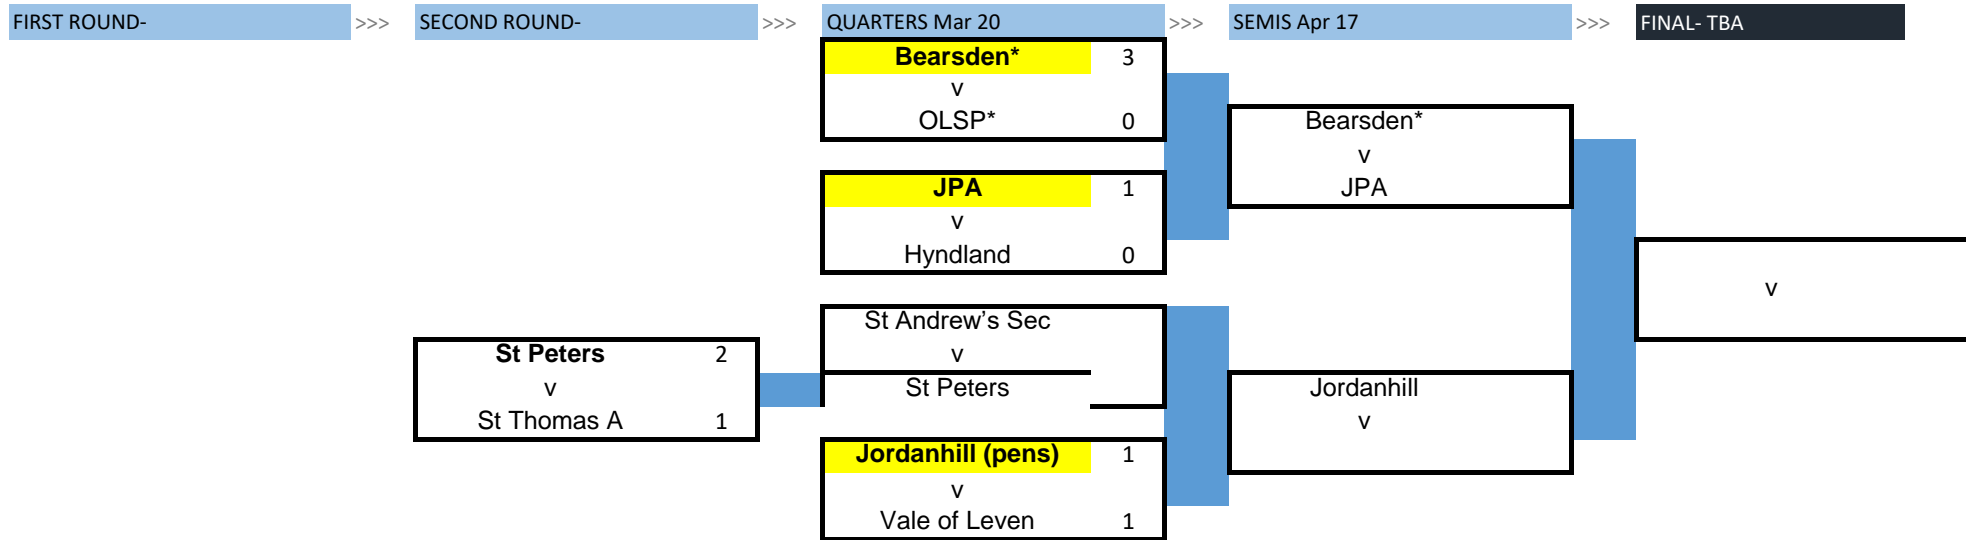 FIRST ROUND- >>> SECOND ROUND- >>> QUARTERS Mar 20 >>> SEMIS Apr 17 >>> FINAL- TBA
Bearsden* 3
v
OLSP* 0
JPA 1
v
Hyndland 0
St Peters 2
v
St Thomas A 1
St Andrew’s Sec
v
St Peters
Jordanhill (pens) 1
v
Vale of Leven 1
Bearsden*
v
JPA
Jordanhill
v
v